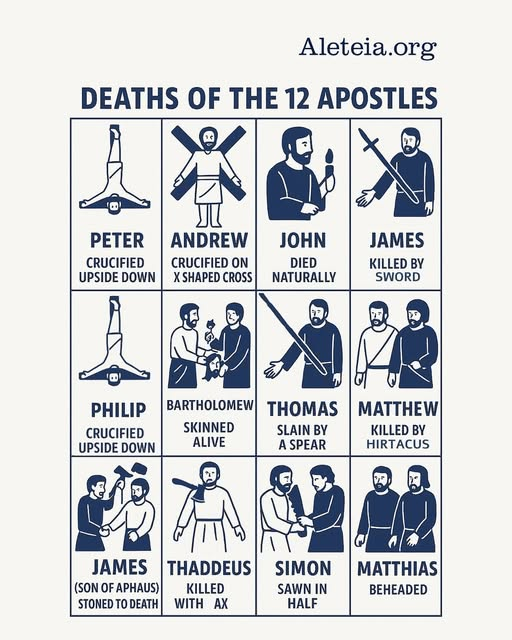 Aleteia.org
DEATHS OF THE 12 APOSTLES
PETER
CRUCIFIED
UPSIDE DOWN
ANDREW
CRUCIFIED ON
X SHAPED CROSS
JOHN
DIED
NATURALLY
JAMES
KILLED BY
SWORD
PHILIP
CRUCIFIED
UPSIDE DOWN
BARTHOLOMEW
SKINNED
ALIVE
THOMAS
SLAIN BY
A SPEAR
MATTHEW
KILLED BY
HIRTACUS
JAMES
(SON OF APHAUS)
STONED TO DEATH
THADDEUS
KILLED
WITH AX
SIMON
SAWN IN
HALF
MATTHIAS
BEHEADED